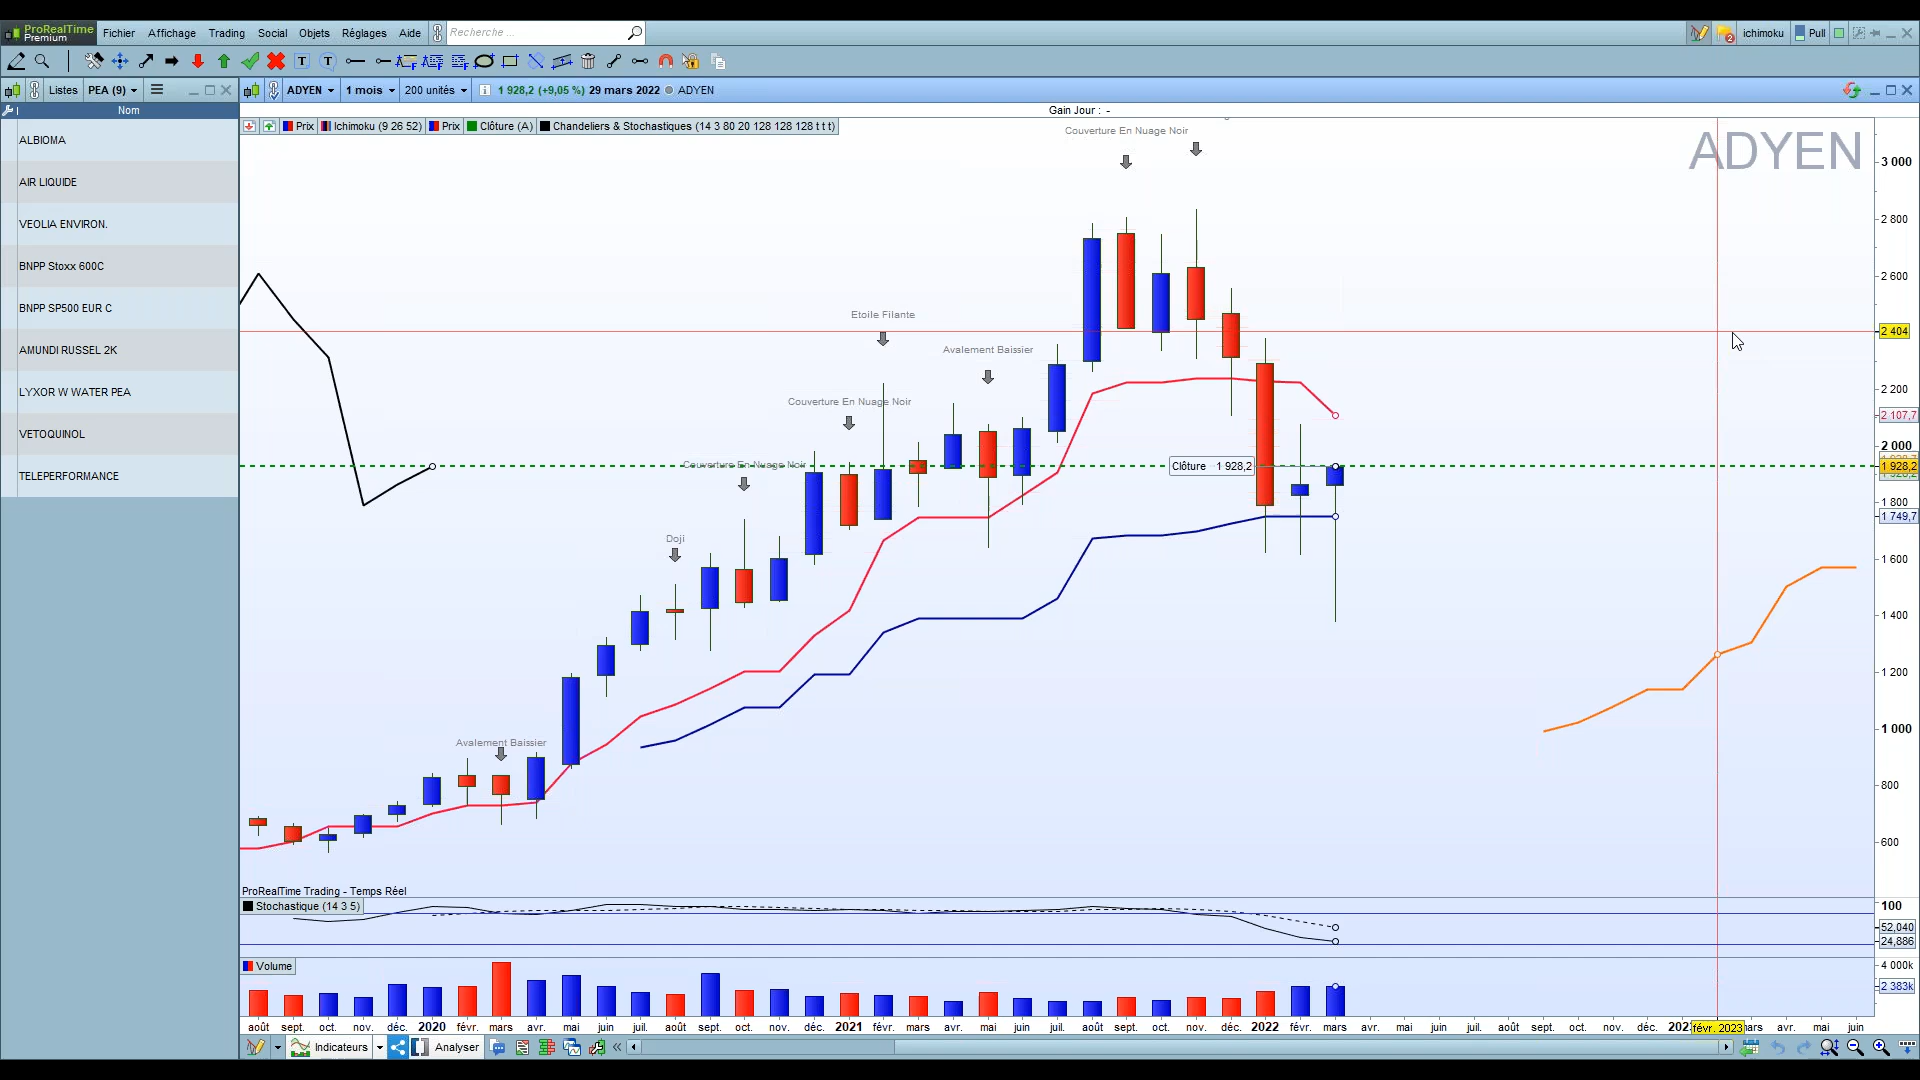 ProRealTime
Premium
Fichier Affichage Trading Social Objets Réglages Aide
Recherche ...
2 ichimoku Pull
Listes PEA (9)
ADYEN 1 mois 200 unités 1 928,2 (+9,05 %) 29 mars 2022 ADYEN
Nom
ALBIOMA
AIR LIQUIDE
VEOLIA ENVIRON.
BNPP Stoxx 600C
BNPP SP500 EUR C
AMUNDI RUSSEL 2K
LYXOR W WATER PEA
VETOQUINOL
TELEPERFORMANCE
Gain Jour : -
Prix Ichimoku (9 26 52) Prix Clôture (A) Chandeliers & Stochastiques (14 3 80 20 128 128 128 t t t)
ADYEN
Couverture En Nuage Noir
Etoile Filante
Avalement Baissier
Couverture En Nuage Noir
Couverture En Nuage Noir
Doji
Avalement Baissier
Clôture 1 928,2
3 000
2 800
2 600
2 404
2 200
2 107,7
2 000
1 928,2
1 800
1 749,7
1 600
1 400
1 200
1 000
800
600
ProRealTime Trading - Temps Réel
Stochastique (14 3 5)
100
52,040
24,886
Volume
4 000k
2 383k
août sept. oct. nov. déc. 2020 févr. mars avr. mai juin juil. août sept. oct. nov. déc. 2021 févr. mars avr. mai juin juil. août sept. oct. nov. déc. 2022 févr. mars avr. mai juin juil. août sept. oct. nov. déc. févr. 2023 avr. mai juin
Indicateurs Analyser